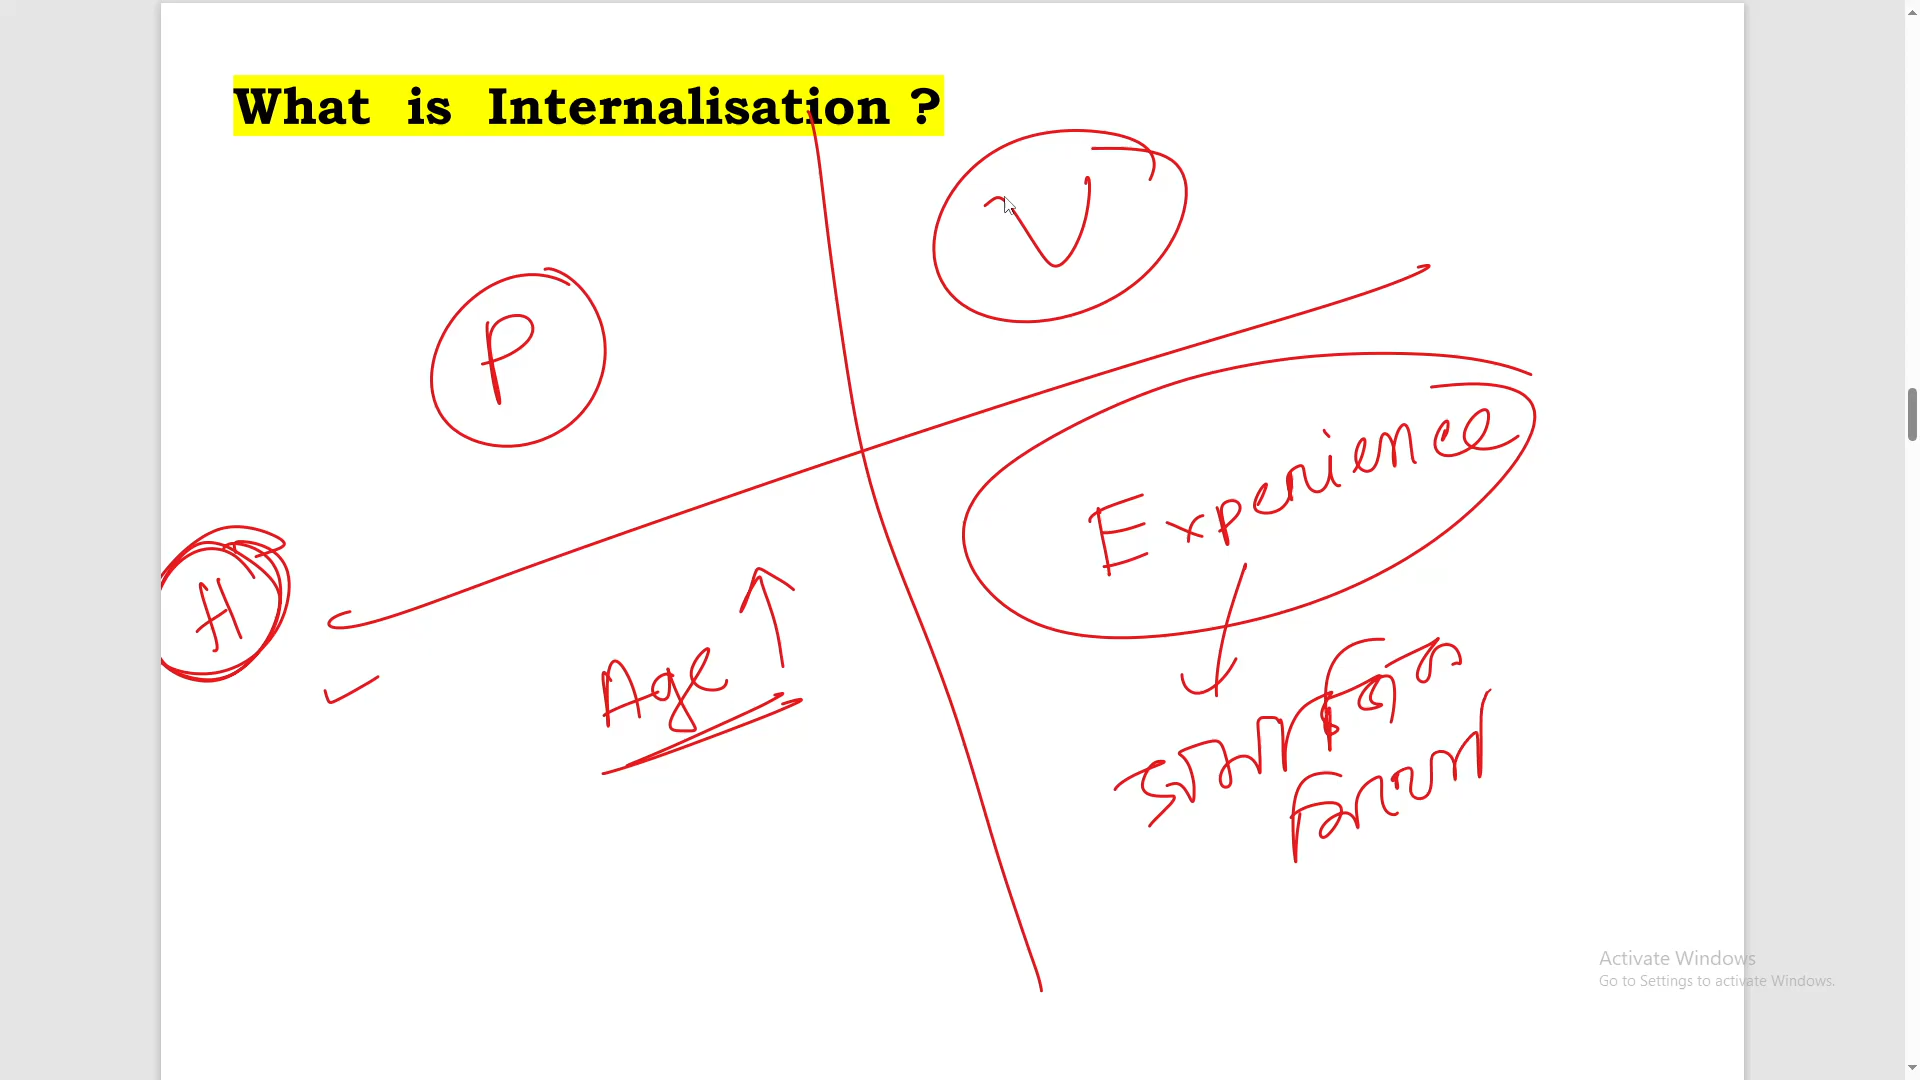 What is Internalisation ?
V
P
Experience
H
Age
Activate Windows
Go to Settings to activate Windows.